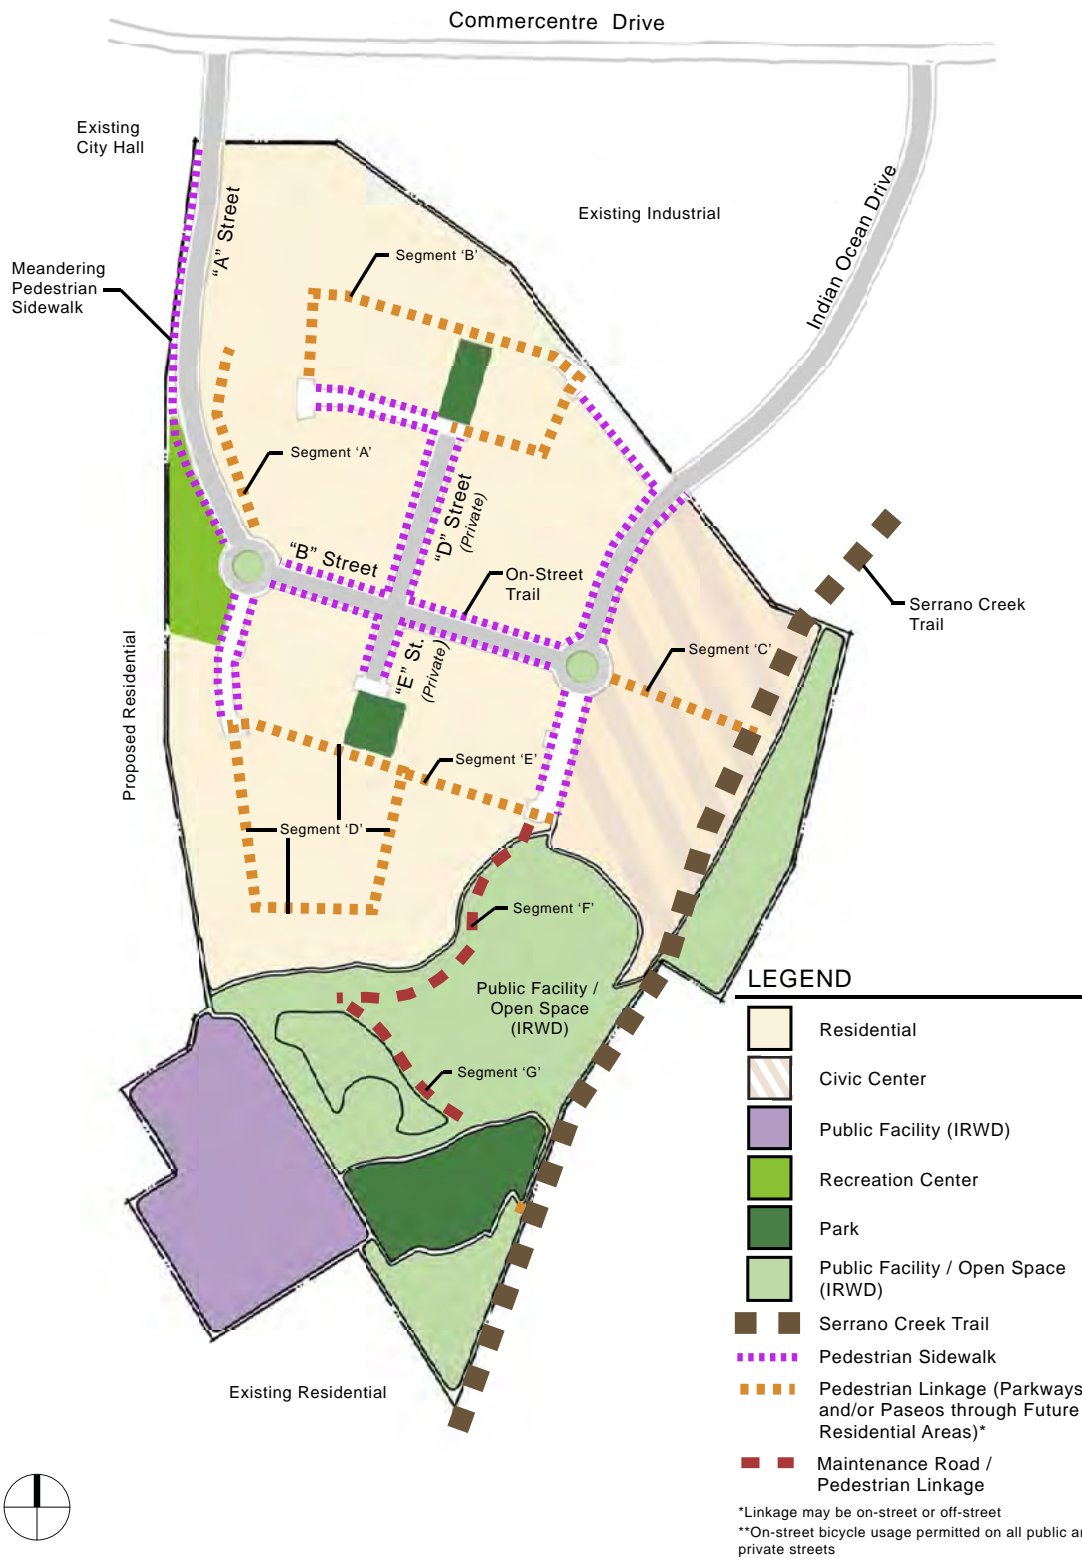 Commercentre Drive
Existing
City Hall
Existing Industrial
"A" Street
Indian Ocean Drive
Segment 'B'
Meandering
Pedestrian
Sidewalk
Segment 'A'
"D" Street
(Private)
"B" Street
On-Street
Trail
Serrano Creek
Trail
"E" St.
(Private)
Segment 'C'
Proposed Residential
Segment 'E'
Segment 'D'
Segment 'F'
Public Facility /
Open Space
(IRWD)
Segment 'G'
Existing Residential
LEGEND
Residential
Civic Center
Public Facility (IRWD)
Recreation Center
Park
Public Facility / Open Space
(IRWD)
Serrano Creek Trail
Pedestrian Sidewalk
Pedestrian Linkage (Parkways
and/or Paseos through Future
Residential Areas)*
Maintenance Road /
Pedestrian Linkage
*Linkage may be on-street or off-street
**On-street bicycle usage permitted on all public
private streets